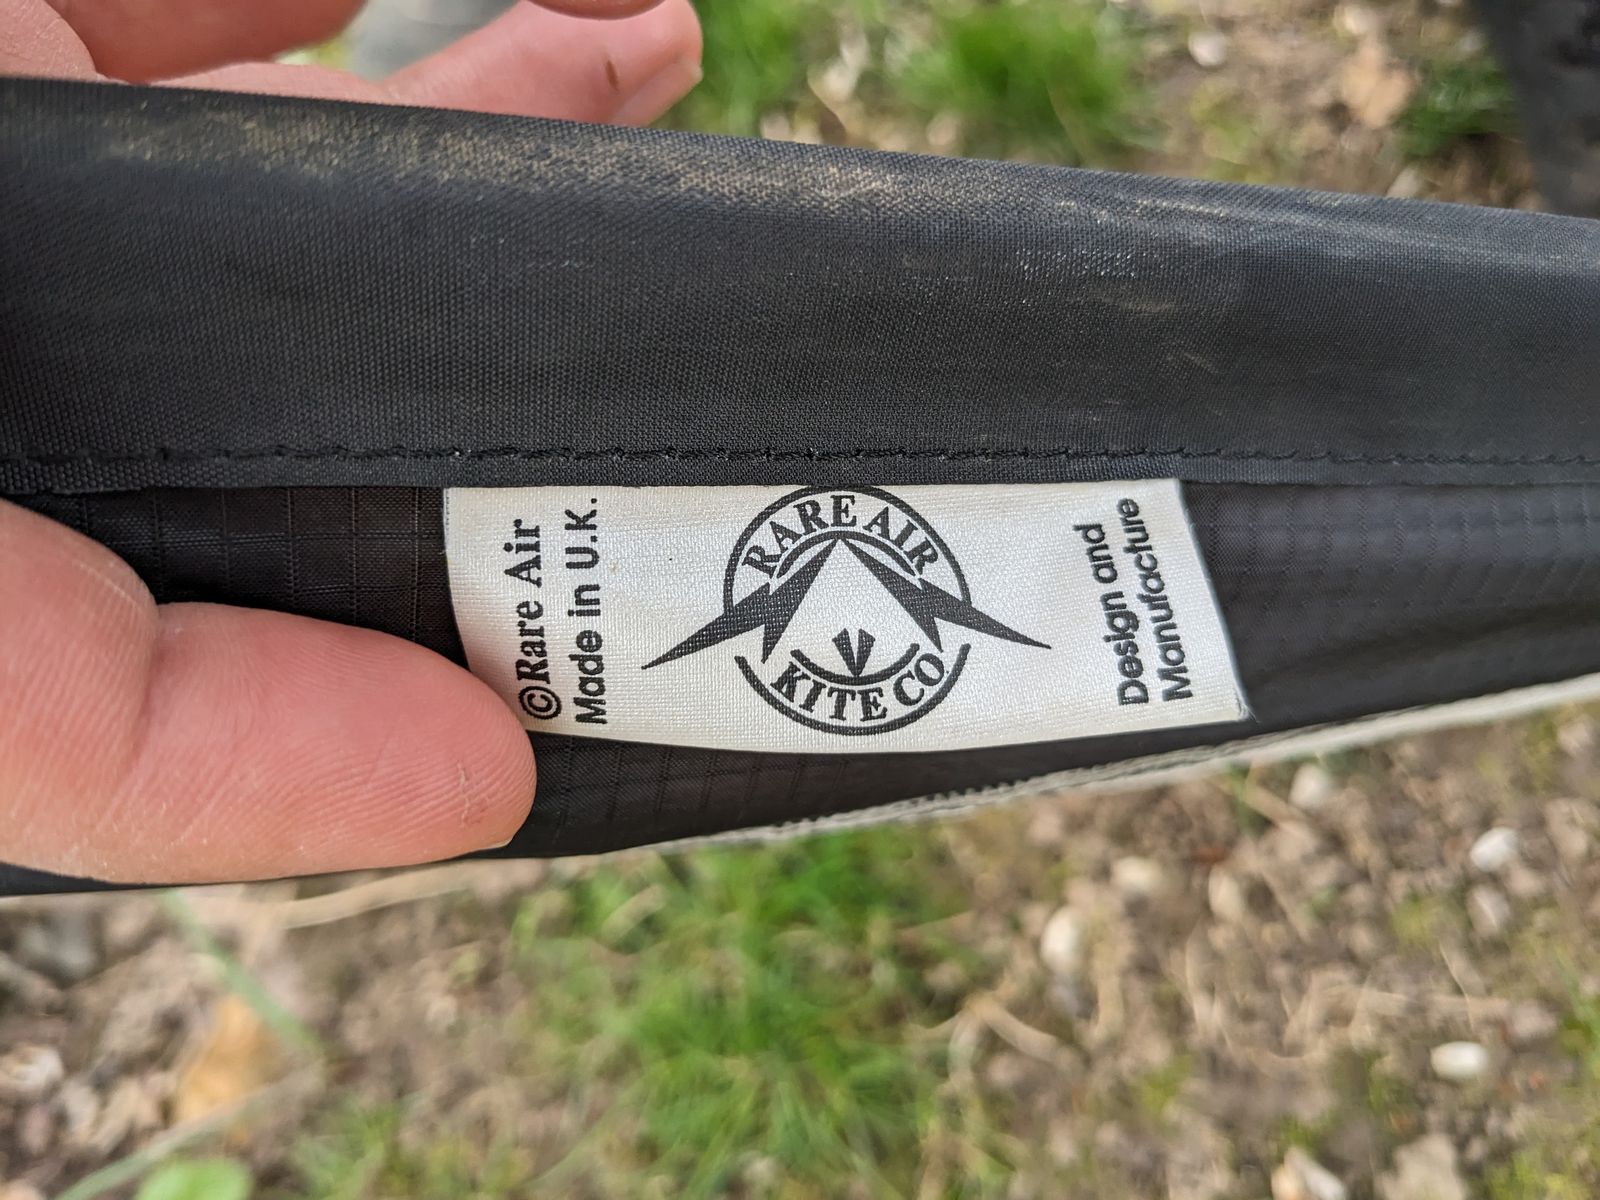 ©Rare Air
Made in U.K.
RARE AIR
KITE CO
Design and
Manufacture